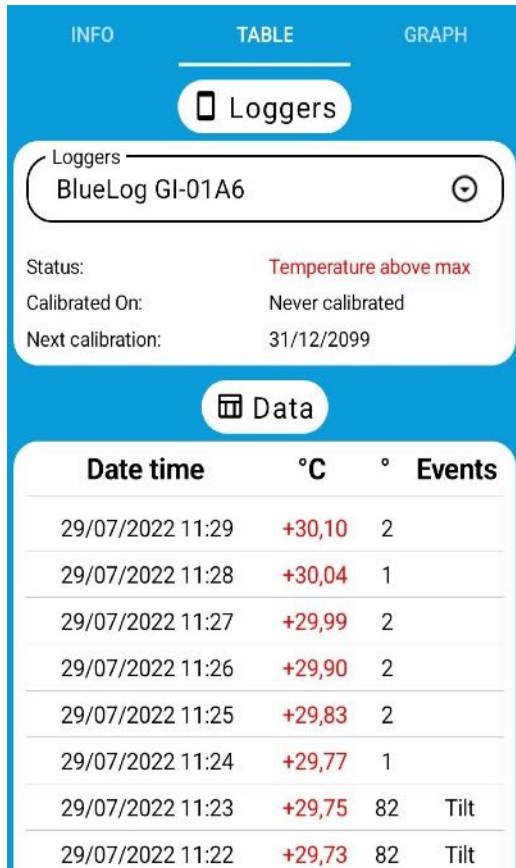 INFO TABLE GRAPH
Loggers
Loggers
BlueLog GI-01A6
Status: Temperature above max
Calibrated On: Never calibrated
Next calibration: 31/12/2099
Data
Date time °C ° Events
29/07/2022 11:29 +30,10 2
29/07/2022 11:28 +30,04 1
29/07/2022 11:27 +29,99 2
29/07/2022 11:26 +29,90 2
29/07/2022 11:25 +29,83 2
29/07/2022 11:24 +29,77 1
29/07/2022 11:23 +29,75 82 Tilt
29/07/2022 11:22 +29,73 82 Tilt